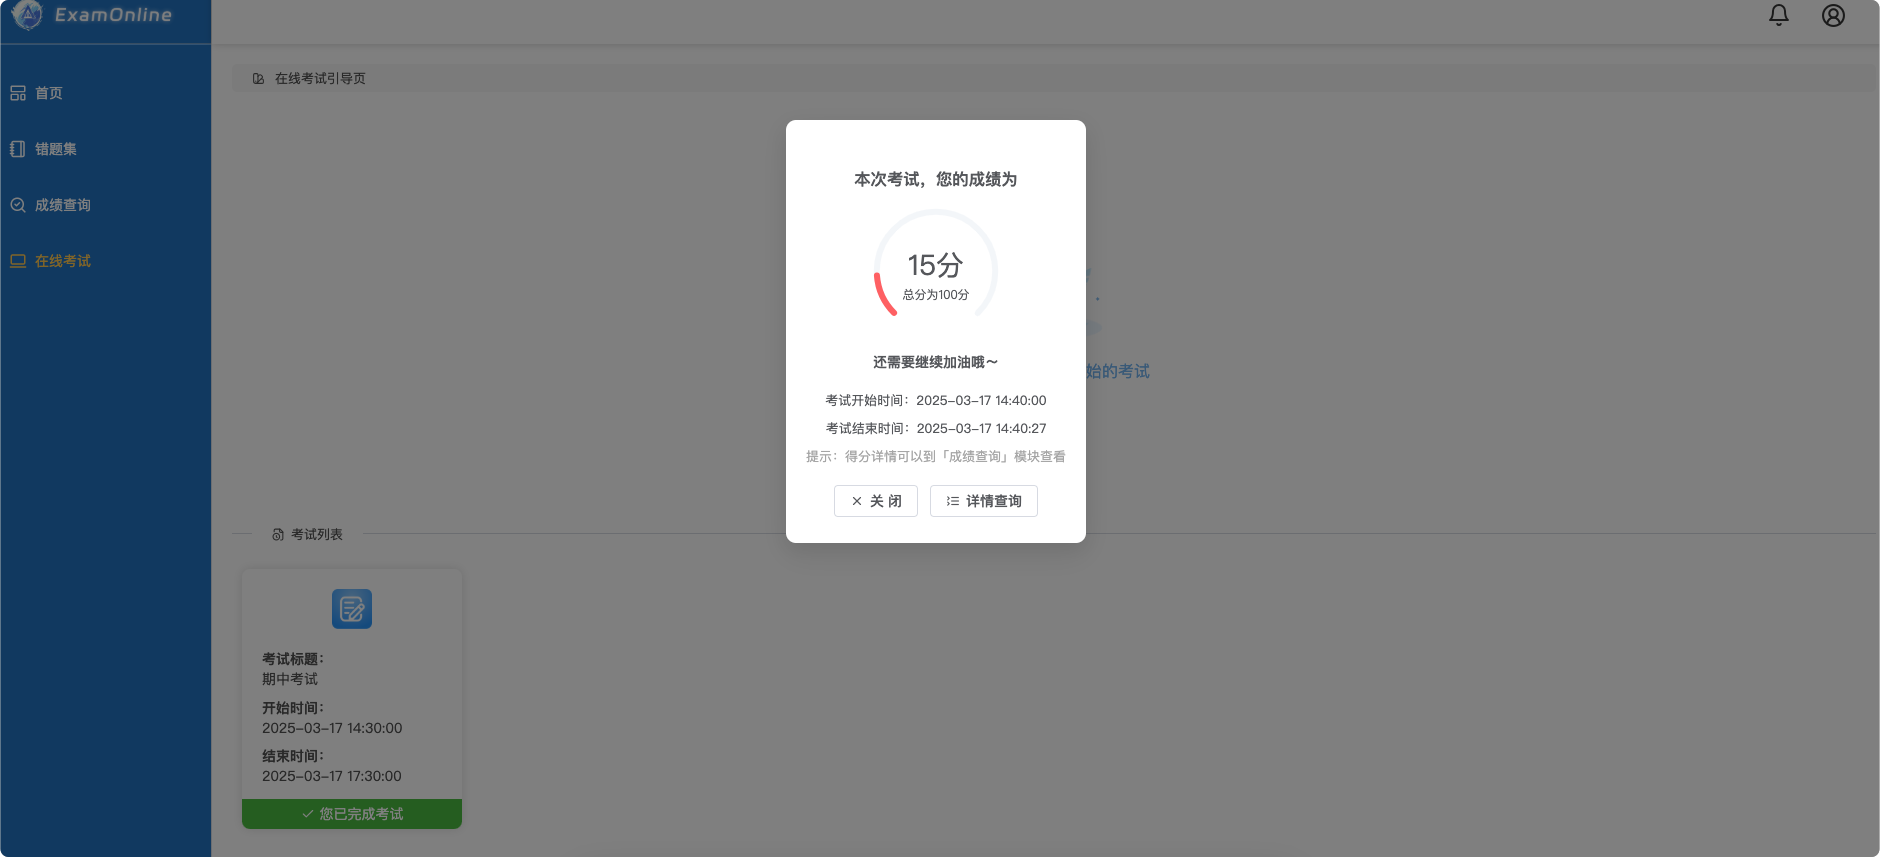 ExamOnline
首页
错题集
成绩查询
在线考试
在线考试引导页
本次考试，您的成绩为
15分
总分为100分
还需要继续加油哦～
始的考试
考试开始时间：2025-03-17 14:40:00
考试结束时间：2025-03-17 14:40:27
提示：得分详情可以到「成绩查询」模块查看
关 闭
详情查询
考试列表
考试标题：
期中考试
开始时间：
2025-03-17 14:30:00
结束时间：
2025-03-17 17:30:00
您已完成考试